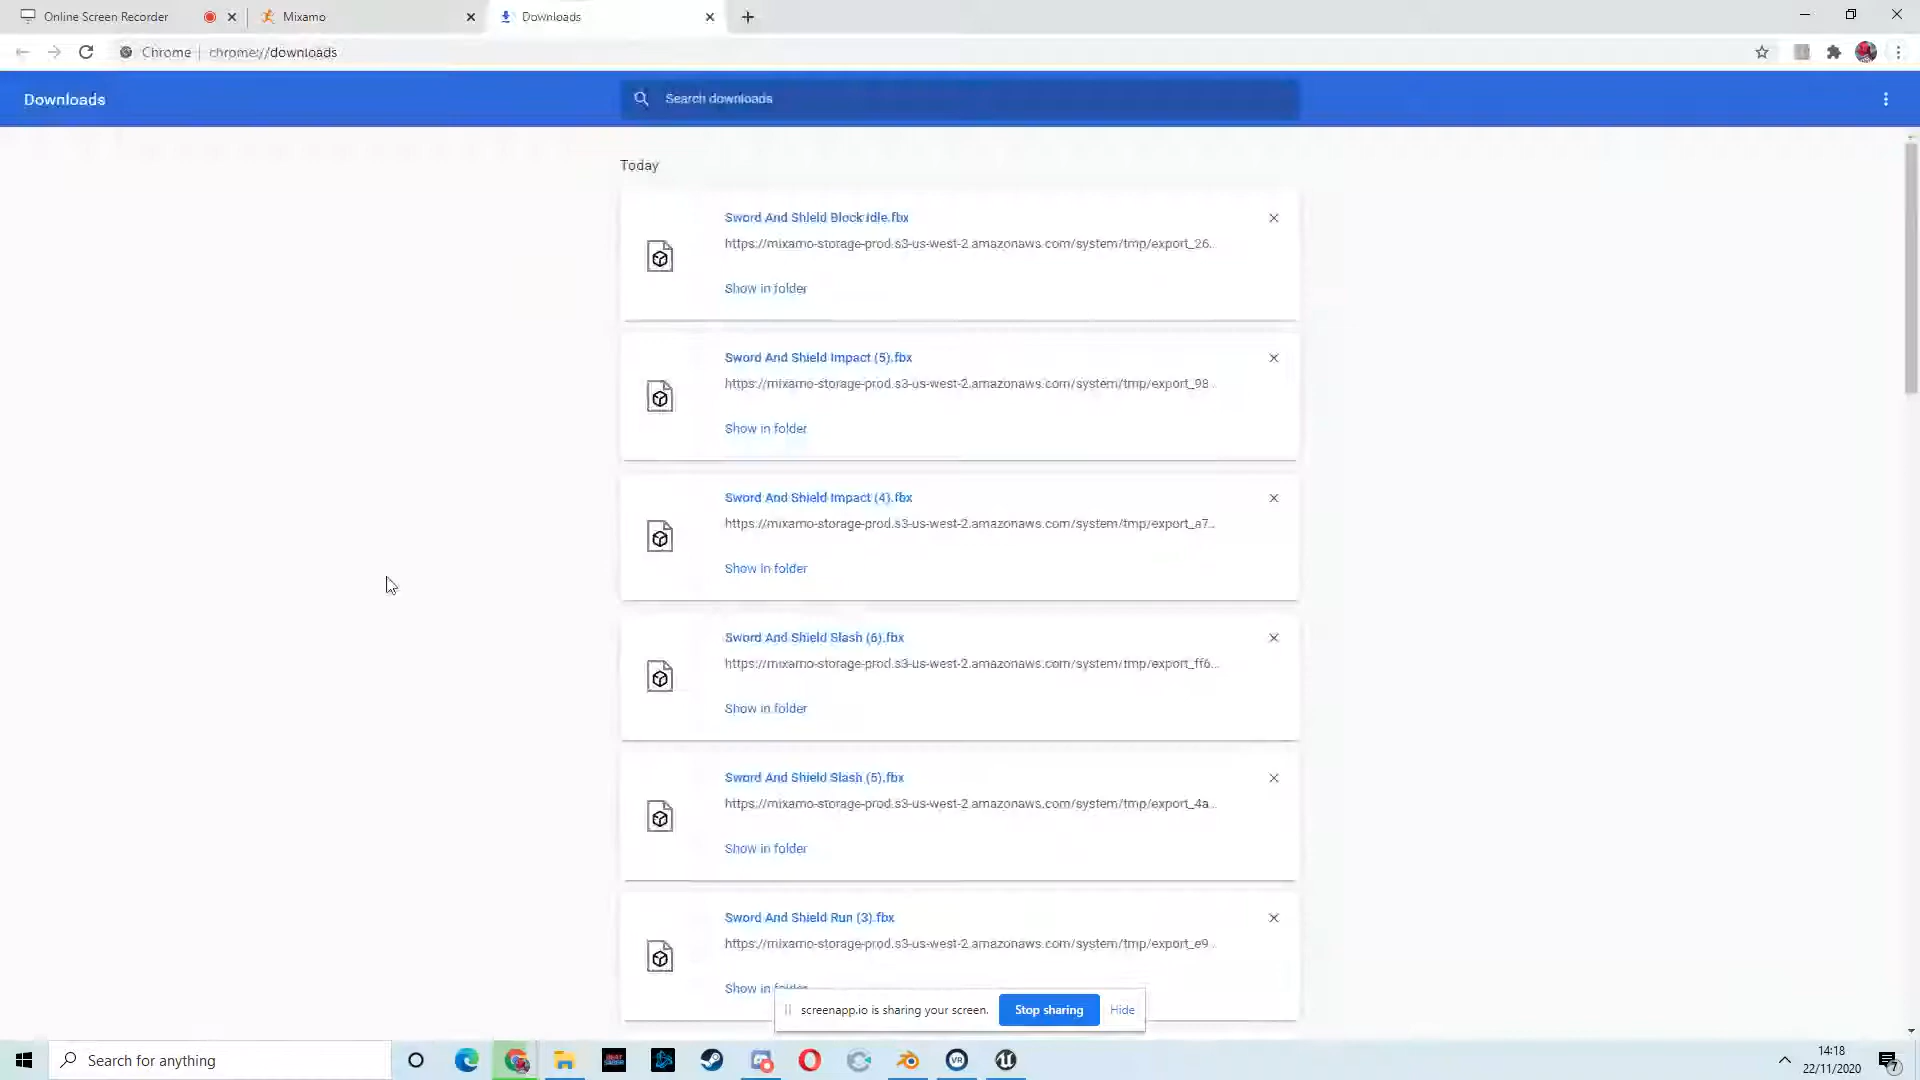 Online Screen Recorder
Mixamo
Downloads
Chrome
chrome://downloads
Downloads
Search downloads
Today
Sword And Shield Block Idle.fbx
https://mixamo-storage-prod.s3-us-west-2.amazonaws.com/system/tmp/export_26...
Show in folder
Sword And Shield Impact (5).fbx
https://mixamo-storage-prod.s3-us-west-2.amazonaws.com/system/tmp/export_98...
Show in folder
Sword And Shield Impact (4).fbx
https://mixamo-storage-prod.s3-us-west-2.amazonaws.com/system/tmp/export_a7...
Show in folder
Sword And Shield Slash (6).fbx
https://mixamo-storage-prod.s3-us-west-2.amazonaws.com/system/tmp/export_ff6...
Show in folder
Sword And Shield Slash (5).fbx
https://mixamo-storage-prod.s3-us-west-2.amazonaws.com/system/tmp/export_4a...
Show in folder
Sword And Shield Run (3).fbx
https://mixamo-storage-prod.s3-us-west-2.amazonaws.com/system/tmp/export_e9...
Show in folder
screenapp.io is sharing your screen.
Stop sharing
Hide
Search for anything
BEAT SABER
VR
14:18
22/11/2020
7